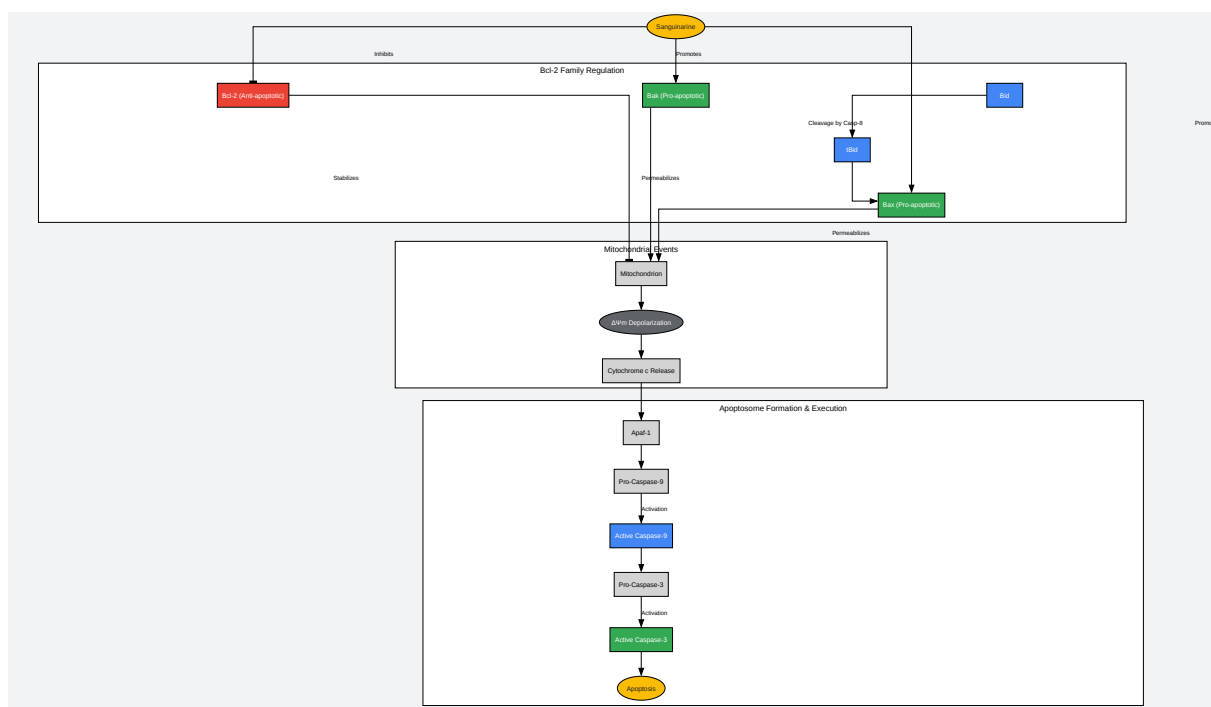 Sanguinarine
Inhibits
Promotes
Bcl-2 Family Regulation
Bcl-2 (Anti-apoptotic)
Bak (Pro-apoptotic)
Bid
Cleavage by Casp-8
Promo
tBid
Stabilizes
Permeabilizes
Bax (Pro-apoptotic)
Permeabilizes
Mitochondrial Events
Mitochondrion
ΔΨm Depolarization
Cytochrome c Release
Apoptosome Formation & Execution
Apaf-1
Pro-Caspase-9
Activation
Active Caspase-9
Pro-Caspase-3
Activation
Active Caspase-3
Apoptosis